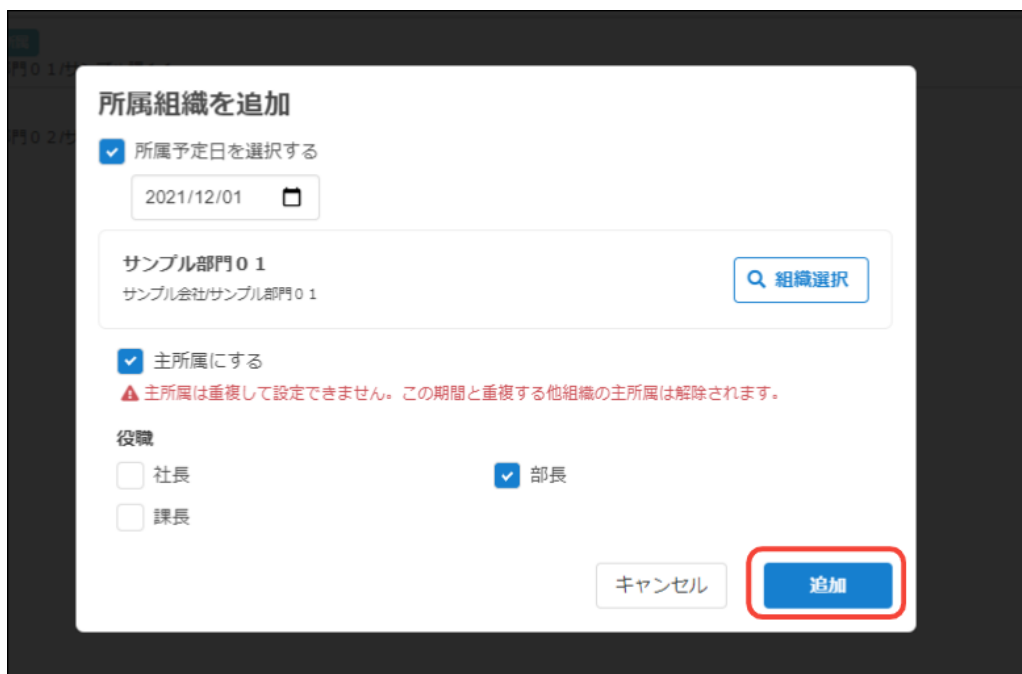 所属組織を追加
所属予定日を選択する
2021/12/01
サンプル部門０１
サンプル会社/サンプル部門０１
組織選択
主所属にする
主所属は重複して設定できません。この期間と重複する他組織の主所属は解除されます。
役職
社長
部長
課長
キャンセル
追加